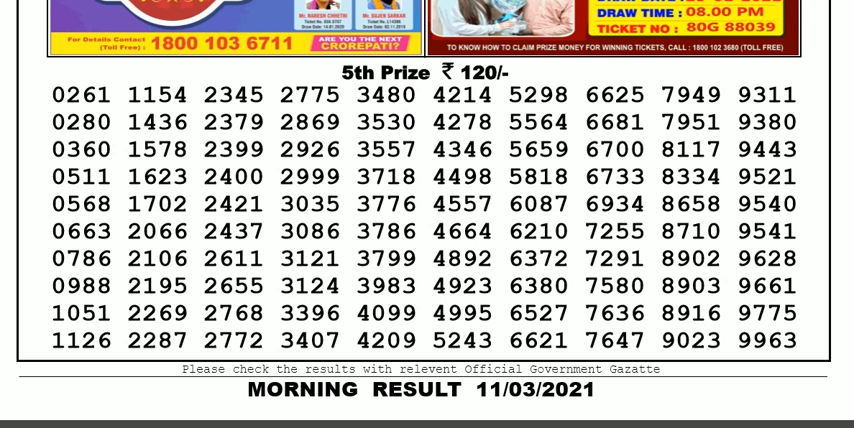 Mr. NARESH CHHETRI
Mr. SUJEN SARKAR
For Details Contact
(Toll Free) : 1800 103 6711
ARE YOU THE NEXT
CROREPATI?
DRAW TIME : 08.00 PM
TICKET NO : 80G 88039
TO KNOW HOW TO CLAIM PRIZE MONEY FOR WINNING TICKETS, CALL : 1800 102 3680 (TOLL FREE)
5th Prize ₹ 120/-
0261 1154 2345 2775 3480 4214 5298 6625 7949 9311
0280 1436 2379 2869 3530 4278 5564 6681 7951 9380
0360 1578 2399 2926 3557 4346 5659 6700 8117 9443
0511 1623 2400 2999 3718 4498 5818 6733 8334 9521
0568 1702 2421 3035 3776 4557 6087 6934 8658 9540
0663 2066 2437 3086 3786 4664 6210 7255 8710 9541
0786 2106 2611 3121 3799 4892 6372 7291 8902 9628
0988 2195 2655 3124 3983 4923 6380 7580 8903 9661
1051 2269 2768 3396 4099 4995 6527 7636 8916 9775
1126 2287 2772 3407 4209 5243 6621 7647 9023 9963
Please check the results with relevent Official Government Gazatte
MORNING RESULT 11/03/2021